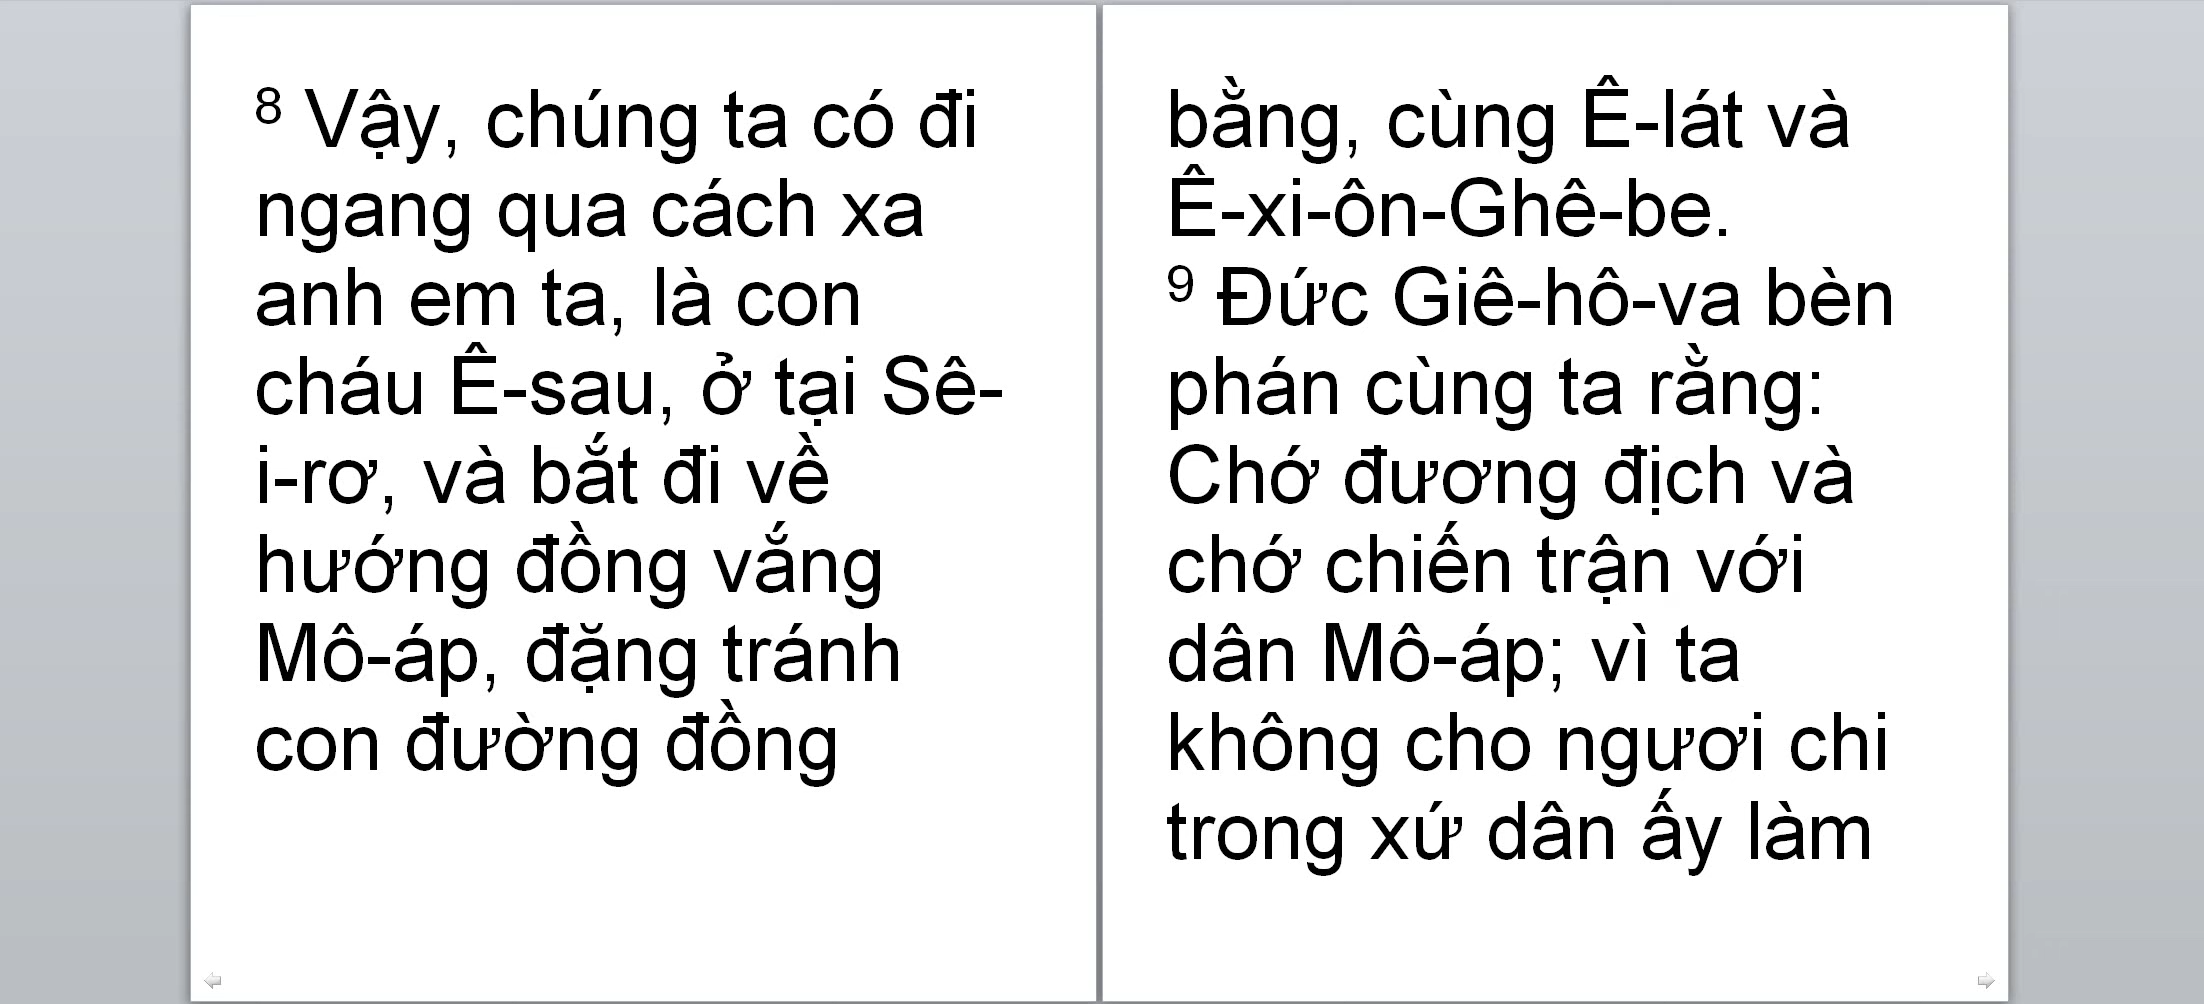 8 Vậy, chúng ta có đi
ngang qua cách xa
anh em ta, là con
cháu Ê-sau, ở tại Sê-
i-rơ, và bắt đi về
hướng đồng vắng
Mô-áp, đặng tránh
con đường đồng
bằng, cùng Ê-lát và
Ê-xi-ôn-Ghê-be.
9 Đức Giê-hô-va bèn
phán cùng ta rằng:
Chớ đương địch và
chớ chiến trận với
dân Mô-áp; vì ta
không cho ngươi chi
trong xứ dân ấy làm